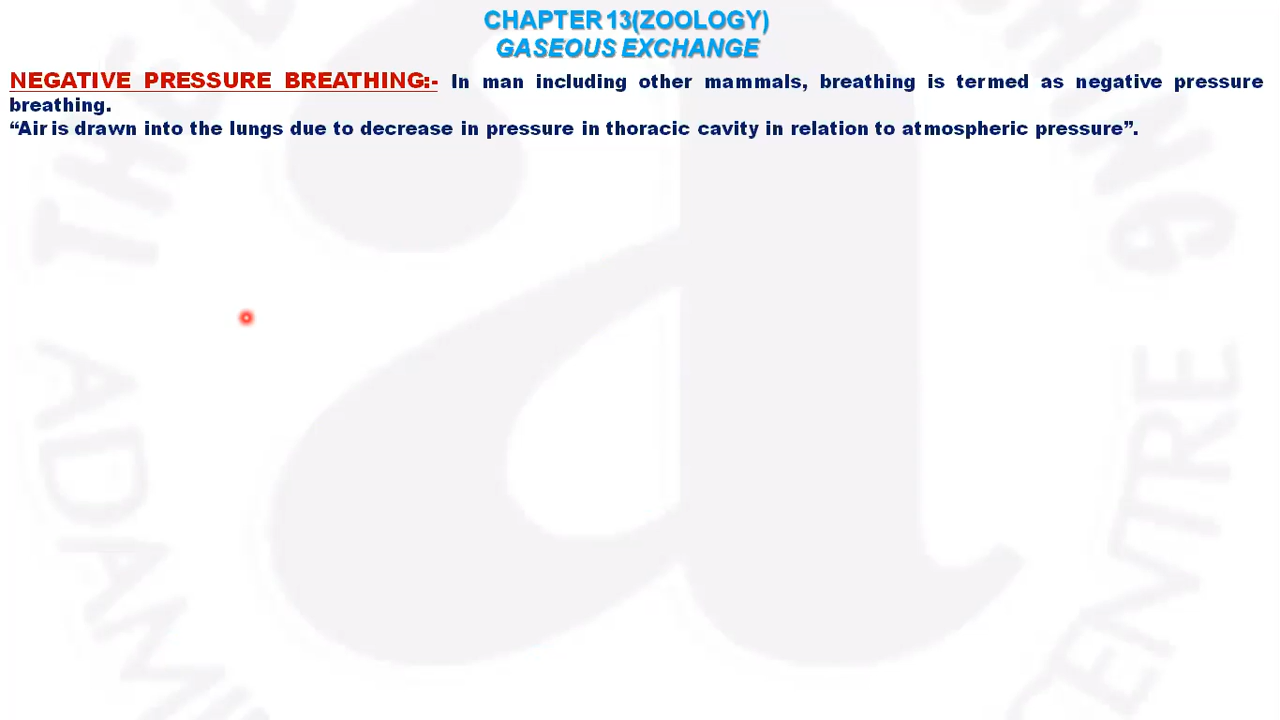 CHAPTER 13(ZOOLOGY)
GASEOUS EXCHANGE
NEGATIVE PRESSURE BREATHING:- In man including other mammals, breathing is termed as negative pressure
breathing.
“Air is drawn into the lungs due to decrease in pressure in thoracic cavity in relation to atmospheric pressure”.